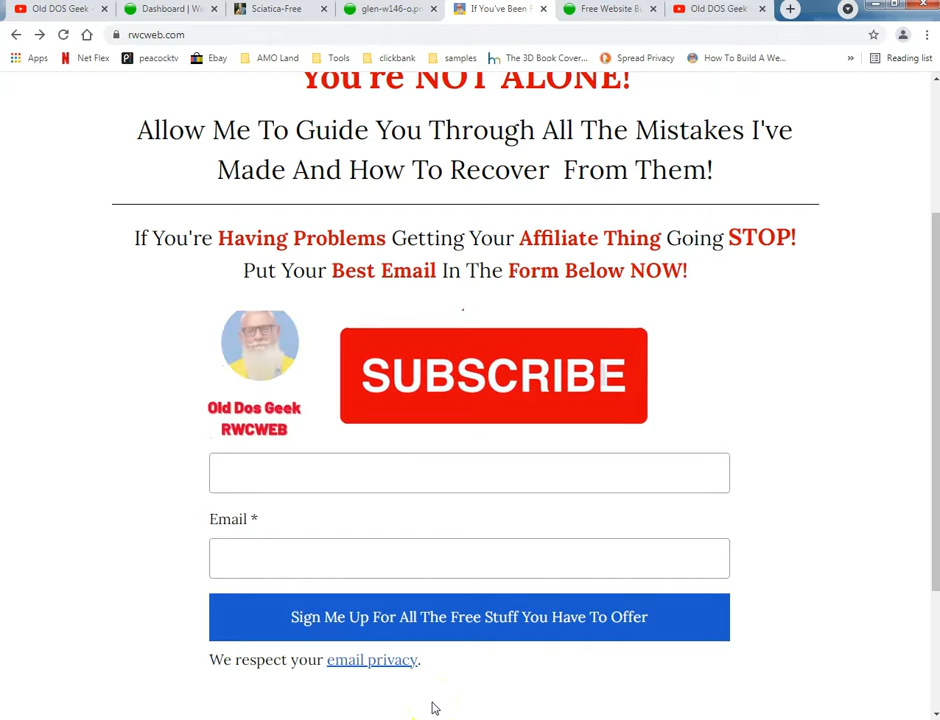 Old DOS Geek -
Dashboard | We
Sciatica-Free
glen-w146-o.pr
If You've Been F
Free Website Bu
Old DOS Geek -
rwcweb.com
Apps
Net Flex
peacocktv
Ebay
AMO Land
Tools
clickbank
samples
The 3D Book Cover...
Spread Privacy
How To Build A We...
»
Reading list
You're NOT ALONE!
Allow Me To Guide You Through All The Mistakes I've
Made And How To Recover From Them!
If You're Having Problems Getting Your Affiliate Thing Going STOP!
Put Your Best Email In The Form Below NOW!
SUBSCRIBE
Old Dos Geek
RWCWEB
Email *
Sign Me Up For All The Free Stuff You Have To Offer
We respect your email privacy.